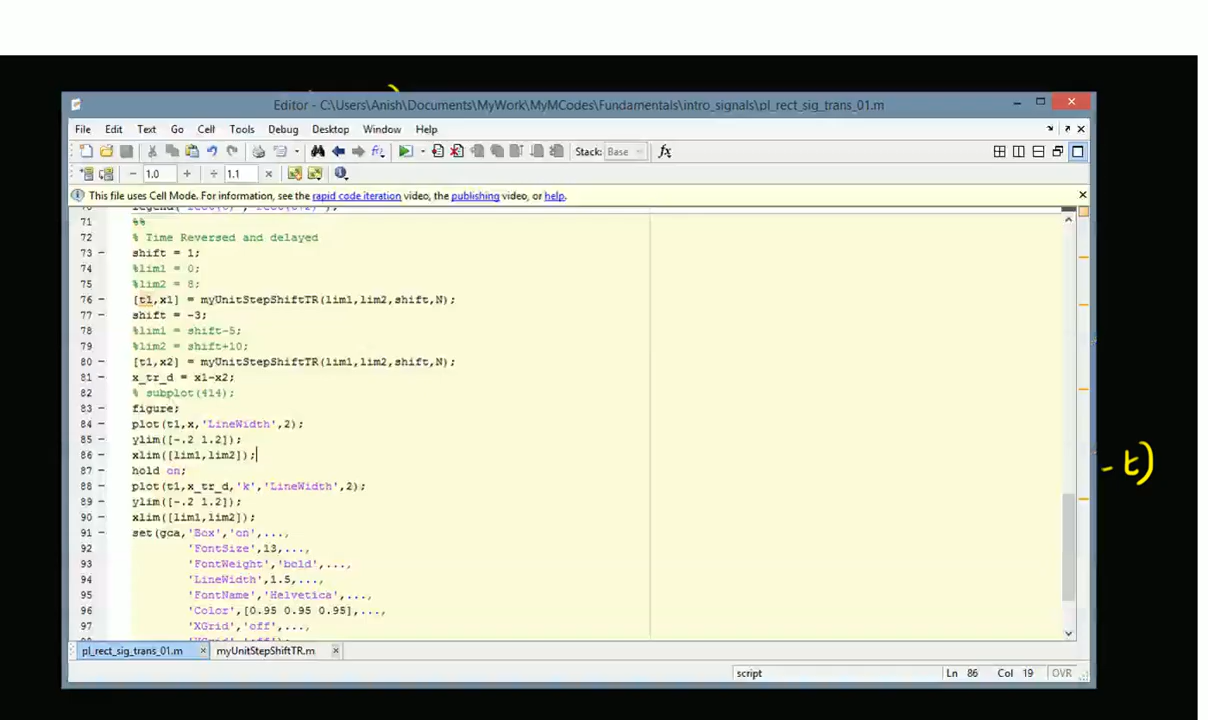 Editor - C:\Users\Anish\Documents\MyWork\MyMCodes\Fundamentals\intro_signals\pl_rect_sig_trans_01.m
File Edit Text Go Cell Tools Debug Desktop Window Help
Stack: Base fx
− 1.0 + ÷ 1.1 ×
This file uses Cell Mode. For information, see the rapid code iteration video, the publishing video, or help.
71 %%
72 % Time Reversed and delayed
73 - shift = 1;
74 %lim1 = 0;
75 %lim2 = 8;
76 - [t1,x1] = myUnitStepShiftTR(lim1,lim2,shift,N);
77 - shift = -3;
78 %lim1 = shift-5;
79 %lim2 = shift+10;
80 - [t1,x2] = myUnitStepShiftTR(lim1,lim2,shift,N);
81 - x_tr_d = x1-x2;
82 % subplot(414);
83 - figure;
84 - plot(t1,x,'LineWidth',2);
85 - ylim([-.2 1.2]);
86 - xlim([lim1,lim2]);
87 - hold on;
88 - plot(t1,x_tr_d,'k','LineWidth',2);
89 - ylim([-.2 1.2]);
90 - xlim([lim1,lim2]);
91 - set(gca,'Box','on',...,
92 'FontSize',13,...,
93 'FontWeight','bold',...,
94 'LineWidth',1.5,...,
95 'FontName','Helvetica',...,
96 'Color',[0.95 0.95 0.95],...,
97 'XGrid','off',...,
- t)
pl_rect_sig_trans_01.m × myUnitStepShiftTR.m ×
script Ln 86 Col 19 OVR